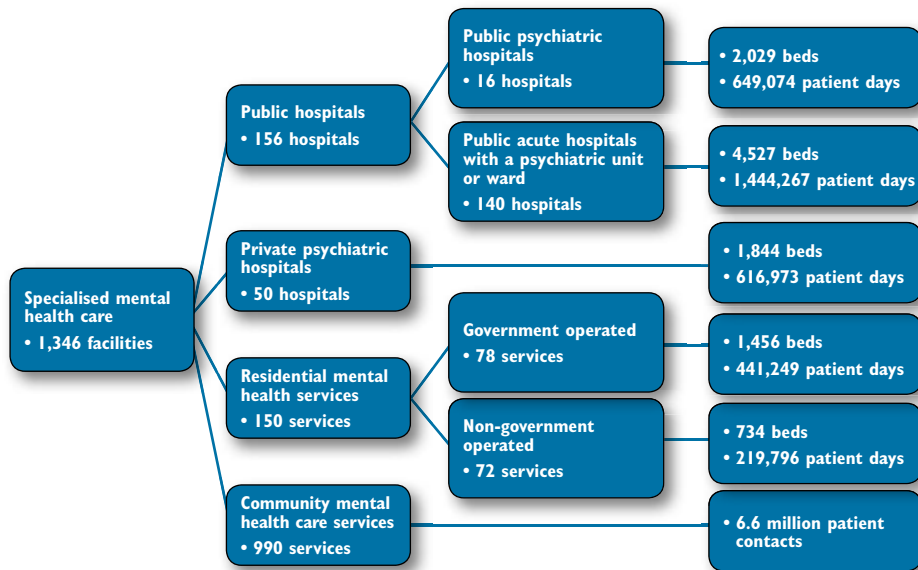 Specialised mental
health care
• 1,346 facilities
Public hospitals
• 156 hospitals
Public psychiatric
hospitals
• 16 hospitals
• 2,029 beds
• 649,074 patient days
Public acute hospitals
with a psychiatric unit
or ward
• 140 hospitals
• 4,527 beds
• 1,444,267 patient days
Private psychiatric
hospitals
• 50 hospitals
• 1,844 beds
• 616,973 patient days
Residential mental
health services
• 150 services
Government operated
• 78 services
• 1,456 beds
• 441,249 patient days
Non-government
operated
• 72 services
• 734 beds
• 219,796 patient days
Community mental
health care services
• 990 services
• 6.6 million patient
contacts